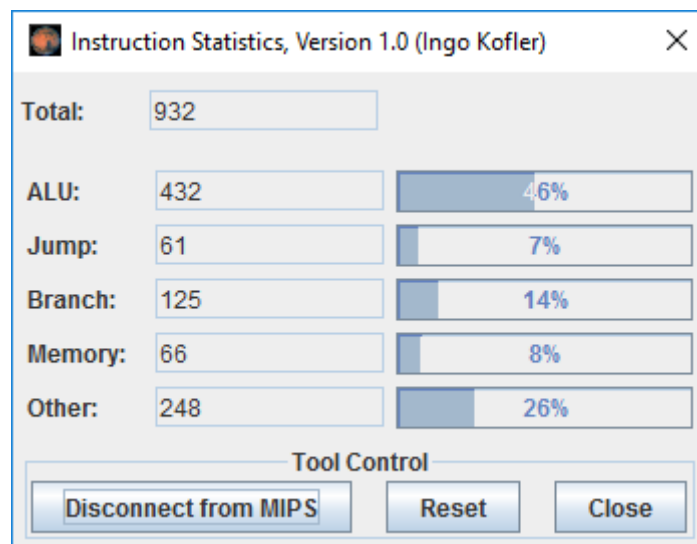 Instruction Statistics, Version 1.0 (Ingo Kofler)
Total: 932
ALU: 432 46%
Jump: 61 7%
Branch: 125 14%
Memory: 66 8%
Other: 248 26%
Tool Control
Disconnect from MIPS Reset Close